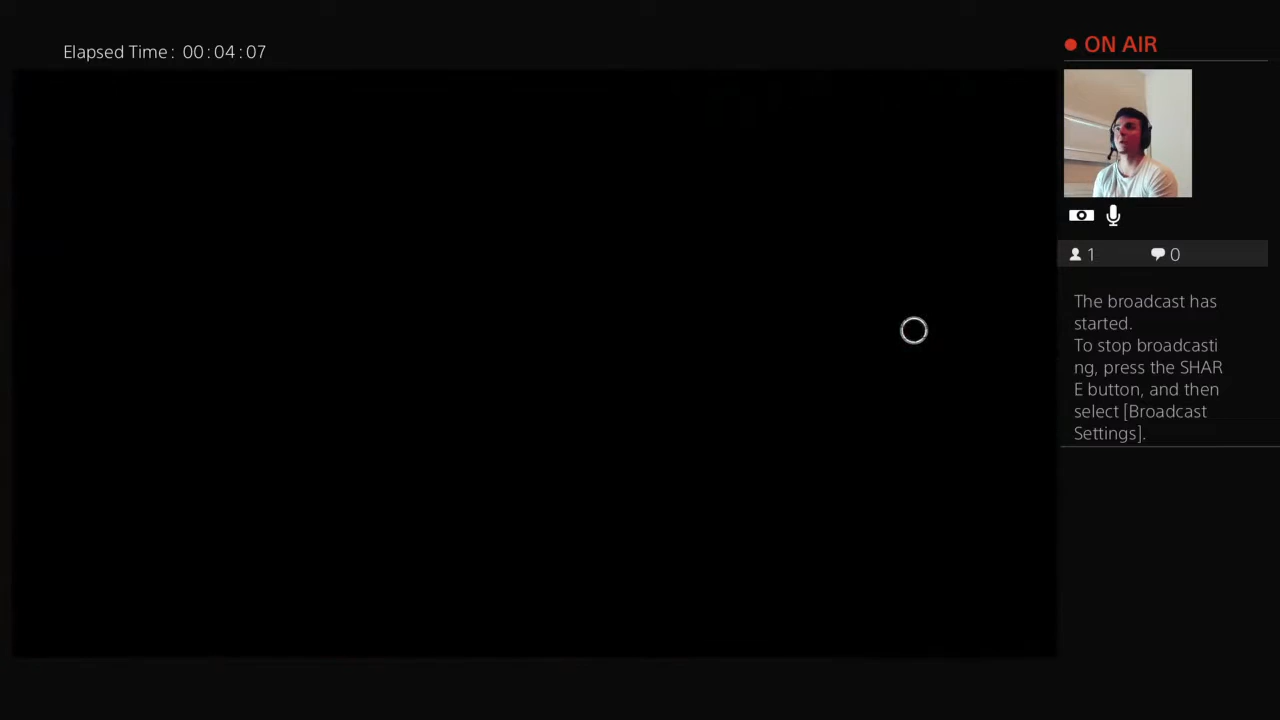 Elapsed Time: 00:04:07
ON AIR
1 0
The broadcast has
started.
To stop broadcasti
ng, press the SHAR
E button, and then
select [Broadcast
Settings].